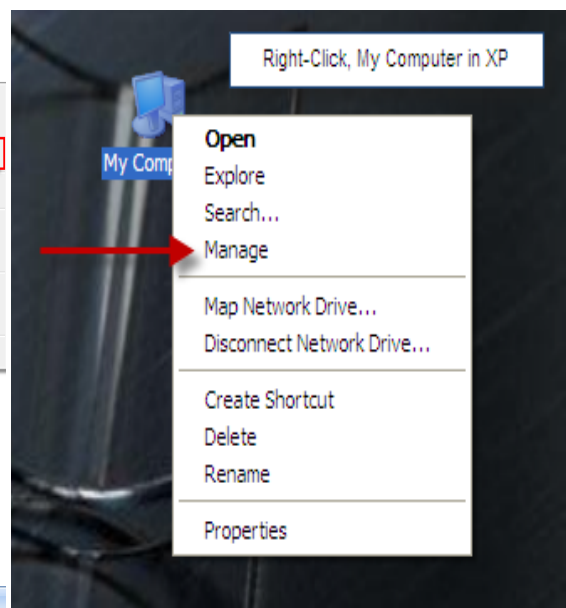 Right-Click, My Computer in XP
My Comp
Open
Explore
Search...
Manage
Map Network Drive...
Disconnect Network Drive...
Create Shortcut
Delete
Rename
Properties